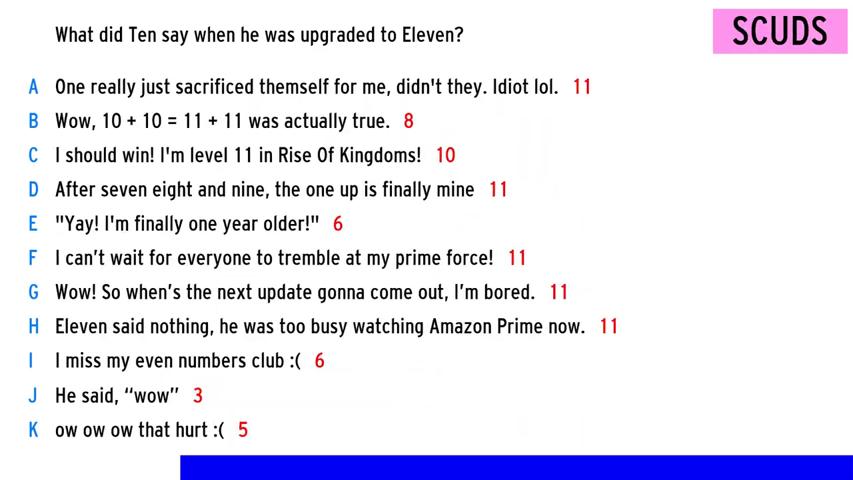 What did Ten say when he was upgraded to Eleven?
SCUDS
A One really just sacrificed themself for me, didn't they. Idiot lol. 11
B Wow, 10 + 10 = 11 + 11 was actually true. 8
C I should win! I'm level 11 in Rise Of Kingdoms! 10
D After seven eight and nine, the one up is finally mine 11
E "Yay! I'm finally one year older!" 6
F I can’t wait for everyone to tremble at my prime force! 11
G Wow! So when’s the next update gonna come out, I’m bored. 11
H Eleven said nothing, he was too busy watching Amazon Prime now. 11
I I miss my even numbers club :( 6
J He said, “wow” 3
K ow ow ow that hurt :( 5